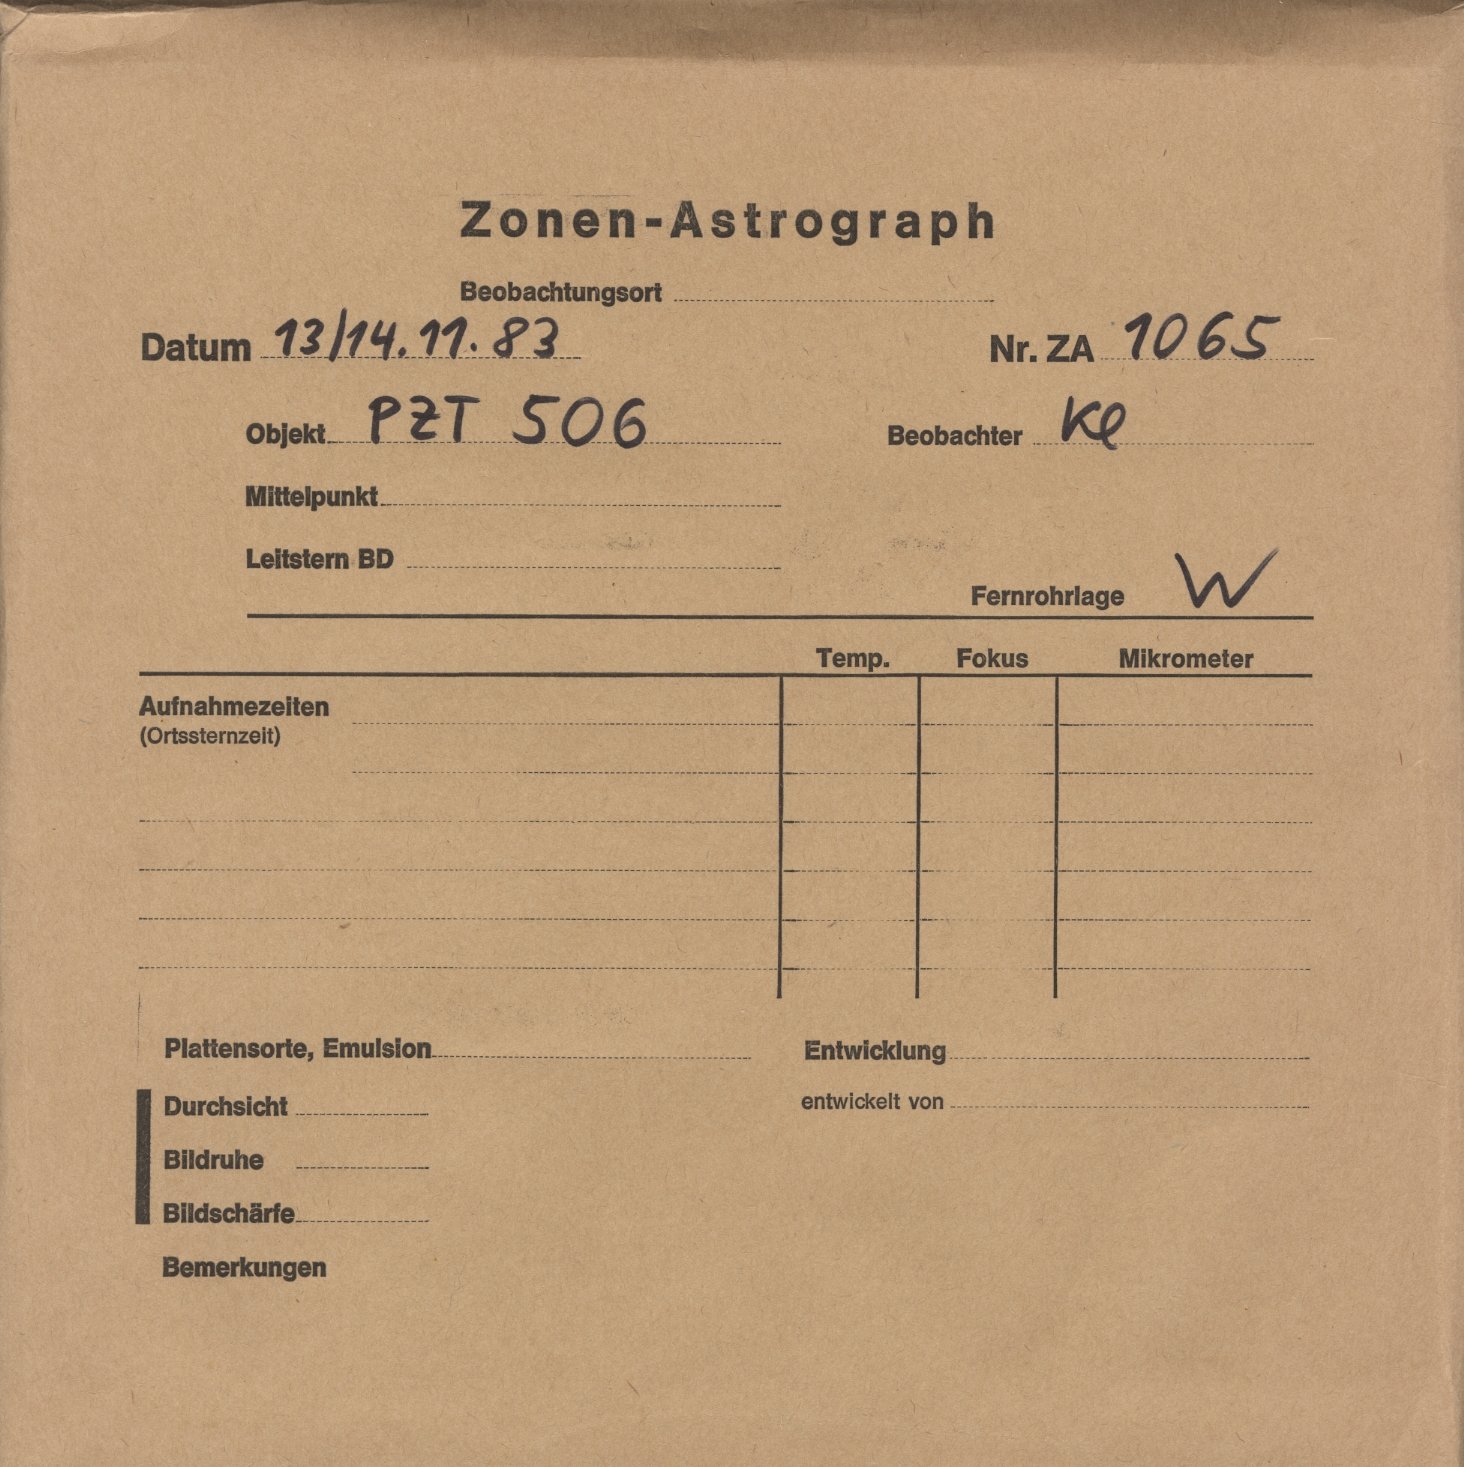 Zonen-Astrograph
Beobachtungsort
Datum 13/14.11.83 Nr. ZA 1065
Objekt PZT 506 Beobachter Ke
Mittelpunkt
Leitstern BD
Fernrohrlage W
Temp. Fokus Mikrometer
Aufnahmezeiten
(Ortssternzeit)
Plattensorte, Emulsion Entwicklung
Durchsicht entwickelt von
Bildruhe
Bildschärfe
Bemerkungen